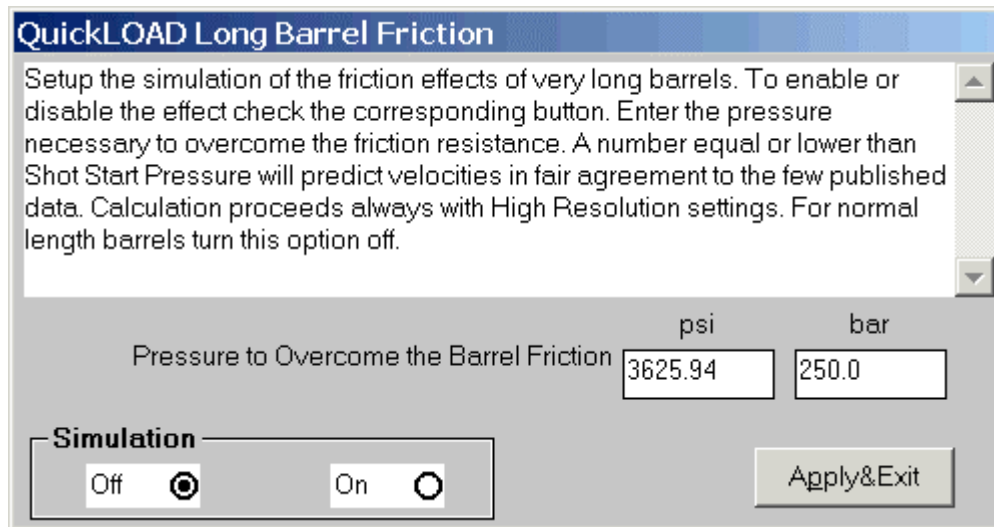 QuickLOAD Long Barrel Friction
Setup the simulation of the friction effects of very long barrels. To enable or
disable the effect check the corresponding button. Enter the pressure
necessary to overcome the friction resistance. A number equal or lower than
Shot Start Pressure will predict velocities in fair agreement to the few published
data. Calculation proceeds always with High Resolution settings. For normal
length barrels turn this option off.
psi bar
Pressure to Overcome the Barrel Friction 3625.94 250.0
Simulation
Off On
Apply&Exit